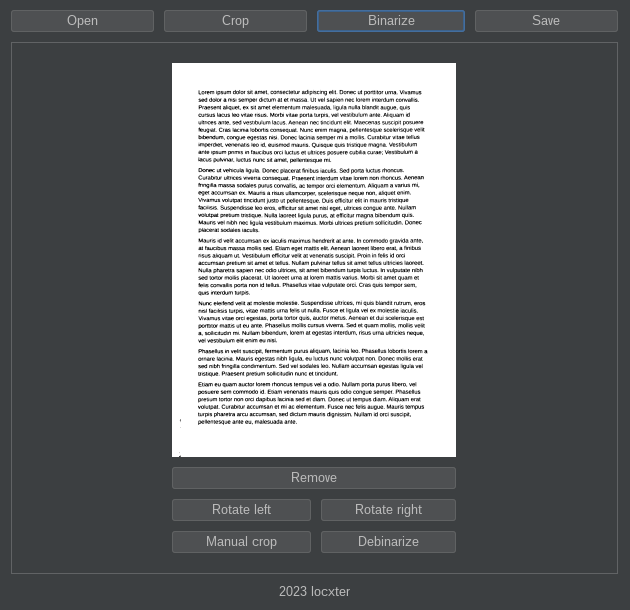 Open Crop Binarize Save
Lorem ipsum dolor sit amet, consectetur adipiscing elit. Donec ut porttitor urna. Vivamus
sed dolor a nisi semper dictum at et massa. Ut vel sapien nec lorem interdum convallis.
Praesent aliquet, ex sit amet elementum malesuada, ligula nulla blandit augue, quis
cursus lacus leo vitae risus. Morbi vitae porta turpis, vel vestibulum ante. Aliquam id
ultrices ante, sed vestibulum lacus. Aenean nec tincidunt elit. Maecenas suscipit posuere
feugiat. Cras lacinia lobortis consequat. Nunc enim magna, pellentesque scelerisque velit
bibendum, congue egestas nisi. Donec lacinia semper mi a mollis. Curabitur vitae tellus
imperdiet, venenatis leo id, euismod mauris. Quisque quis tristique magna. Vestibulum
ante ipsum primis in faucibus orci luctus et ultrices posuere cubilia curae; Vestibulum a
lacus pulvinar, luctus nunc sit amet, pellentesque mi.
Donec ut vehicula ligula. Donec placerat finibus iaculis. Sed porta luctus rhoncus.
Curabitur ultrices viverra consequat. Praesent interdum vitae lorem non rhoncus. Aenean
fringilla massa sodales purus convallis, ac tempor orci elementum. Aliquam a varius mi,
eget accumsan ex. Mauris a risus ullamcorper, scelerisque neque non, aliquet enim.
Vivamus volutpat tincidunt justo ut pellentesque. Duis efficitur elit in mauris tristique
facilisis. Suspendisse leo eros, efficitur sit amet nisl eget, ultrices congue ante. Nullam
volutpat pretium tristique. Nulla laoreet ligula purus, at efficitur magna bibendum quis.
Mauris vel nibh nec ligula vestibulum maximus. Morbi ultricies porttitor sollicitudin. Donec
placerat sodales iaculis.
Mauris id velit accumsan ex iaculis maximus hendrerit at ante. In commodo gravida ante,
at faucibus massa mollis sed. Etiam eget mattis elit. Aenean laoreet libero erat, a finibus
risus aliquam ut. Vestibulum efficitur velit at venenatis suscipit. Proin in felis id orci
accumsan pretium sit amet et tellus. Nullam pulvinar tellus sit amet tellus ultricies laoreet.
Nulla pharetra sapien nec odio ultrices, sit amet bibendum turpis luctus. In vulputate nibh
sed tortor mollis placerat. Ut laoreet urna at lorem mattis varius. Morbi sit amet quam et
felis convallis porta non id tellus. Phasellus vitae vulputate orci. Cras quis tempor sem,
quis interdum turpis.
Nunc eleifend velit at molestie molestie. Suspendisse ultrices, mi quis blandit rutrum, eros
nisl facilisis turpis, vitae mattis urna felis ut nulla. Fusce et ligula vel ex molestie iaculis.
Vivamus vitae orci egestas, porta tortor quis, auctor metus. Aenean et dui scelerisque est
porttitor mattis ut eu ante. Phasellus mollis cursus viverra. Sed et quam mollis, mollis velit
a, sollicitudin mi. Nullam bibendum, lorem at egestas interdum, risus urna ultricies neque,
vel vestibulum elit enim eu nisi.
Phasellus in velit suscipit, fermentum purus aliquam, lacinia leo. Phasellus lobortis lorem a
ornare lacinia. Mauris egestas nibh ligula, eu luctus nunc volutpat non. Donec mollis erat
sed nibh fringilla condimentum. Sed vel sodales leo. Nullam accumsan egestas ligula vel
tristique. Praesent pretium sollicitudin nunc et tincidunt.
Etiam eu quam auctor lorem rhoncus tempus vel a odio. Nullam porta purus libero, vel
posuere sem commodo id. Etiam venenatis mauris quis odio congue semper. Phasellus
pretium tortor non orci dapibus lacinia sed et diam. Donec ut tempus diam. Aliquam erat
volutpat. Curabitur accumsan et mi ac elementum. Fusce nec felis augue. Mauris tempus
turpis pharetra arcu accumsan, sed dictum mauris dignissim. Nullam id orci suscipit,
pellentesque ante eu, malesuada ante.
Remove
Rotate left Rotate right
Manual crop Debinarize
2023 locxter